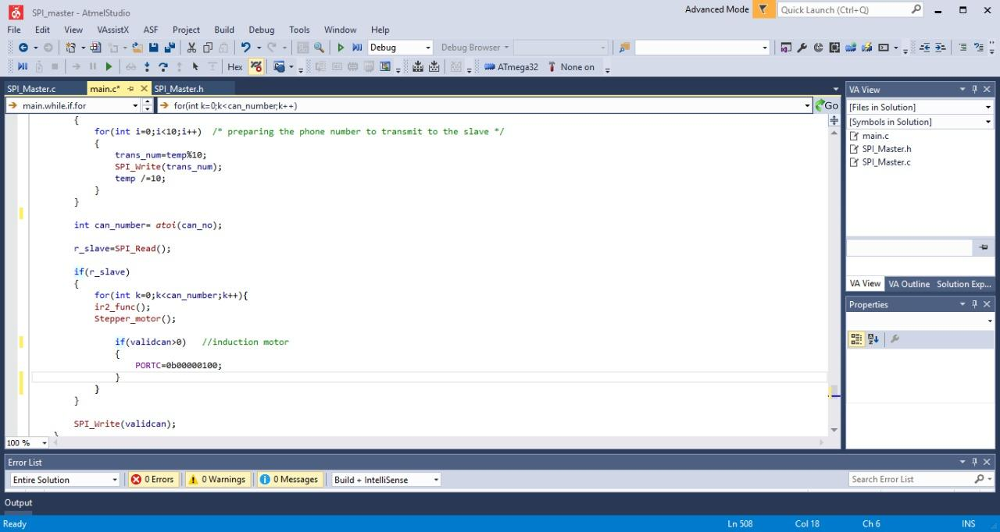 SPI_master - AtmelStudio
Advanced Mode
Quick Launch (Ctrl+Q)
File Edit View VAssistX ASF Project Build Debug Tools Window Help
Debug Debug Browser
Hex ATmega32 None on
SPI_Master.c main.c* SPI_Master.h
main.while.if.for for(int k=0;k<can_number;k++) Go
{
for(int i=0;i<10;i++) /* preparing the phone number to transmit to the slave */
{
trans_num=temp%10;
SPI_Write(trans_num);
temp /=10;
}
}
int can_number= atoi(can_no);
r_slave=SPI_Read();
if(r_slave)
{
for(int k=0;k<can_number;k++){
ir2_func();
Stepper_motor();
if(validcan>0) //induction motor
{
PORTC=0b00000100;
}
}
}
SPI_Write(validcan);
}
100 %
VA View
[Files in Solution]
[Symbols in Solution]
main.c
SPI_Master.h
SPI_Master.c
VA View VA Outline Solution Exp...
Properties
Error List
Entire Solution 0 Errors 0 Warnings 0 Messages Build + IntelliSense Search Error List
Output
Ready Ln 508 Col 18 Ch 6 INS